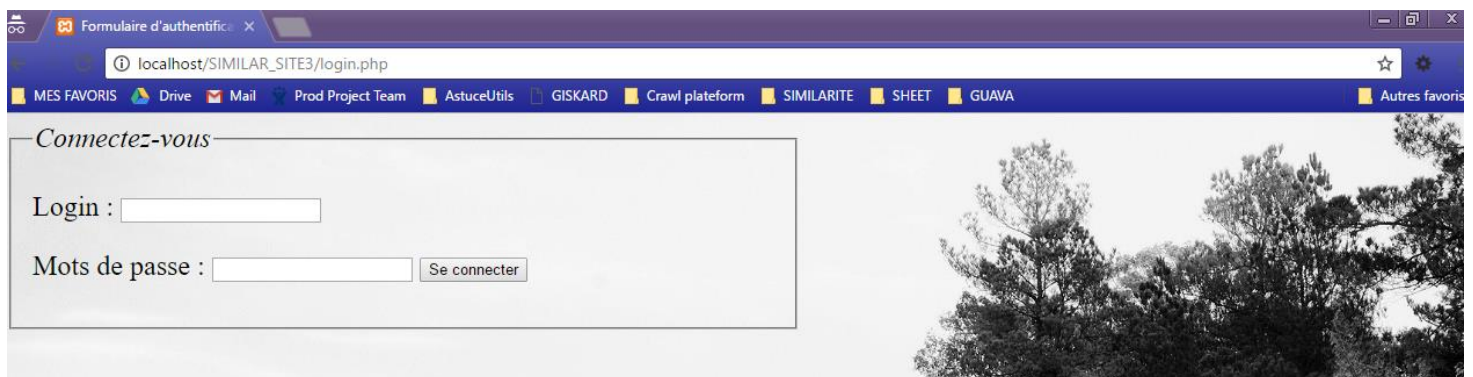 Formulaire d'authentific
localhost/SIMILAR_SITE3/login.php
MES FAVORIS Drive Mail Prod Project Team AstuceUtils GISKARD Crawl plateform SIMILARITE SHEET GUAVA Autres favoris
Connectez-vous
Login :
Mots de passe : Se connecter